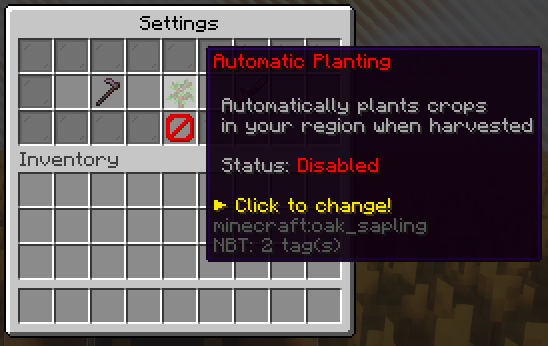 Settings
Automatic Planting
Automatically plants crops
in your region when harvested
Status: Disabled
► Click to change!
minecraft:oak_sapling
NBT: 2 tag(s)
Inventory